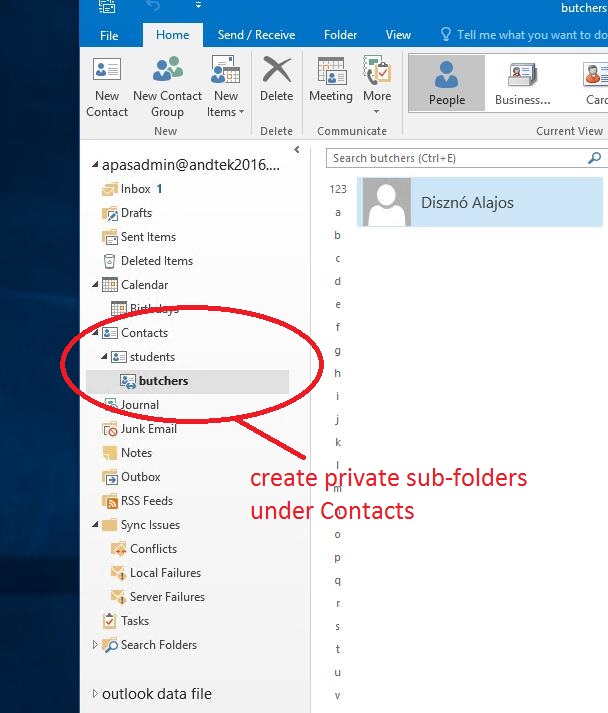 butchers
File
Home
Send / Receive
Folder
View
Tell me what you want to do
New Contact
New Contact Group
New Items
Delete
Meeting
More
People
Business...
Card
New
Delete
Communicate
Current View
apasadmin@andtek2016....
Inbox 1
Drafts
Sent Items
Deleted Items
Calendar
Birthdays
Contacts
students
butchers
Journal
Junk Email
Notes
Outbox
RSS Feeds
Sync Issues
Conflicts
Local Failures
Server Failures
Tasks
Search Folders
outlook data file
Search butchers (Ctrl+E)
123
a
b
c
d
e
f
g
h
i
j
k
l
m
o
p
q
r
s
t
u
v
Disznó Alajos
create private sub-folders
under Contacts